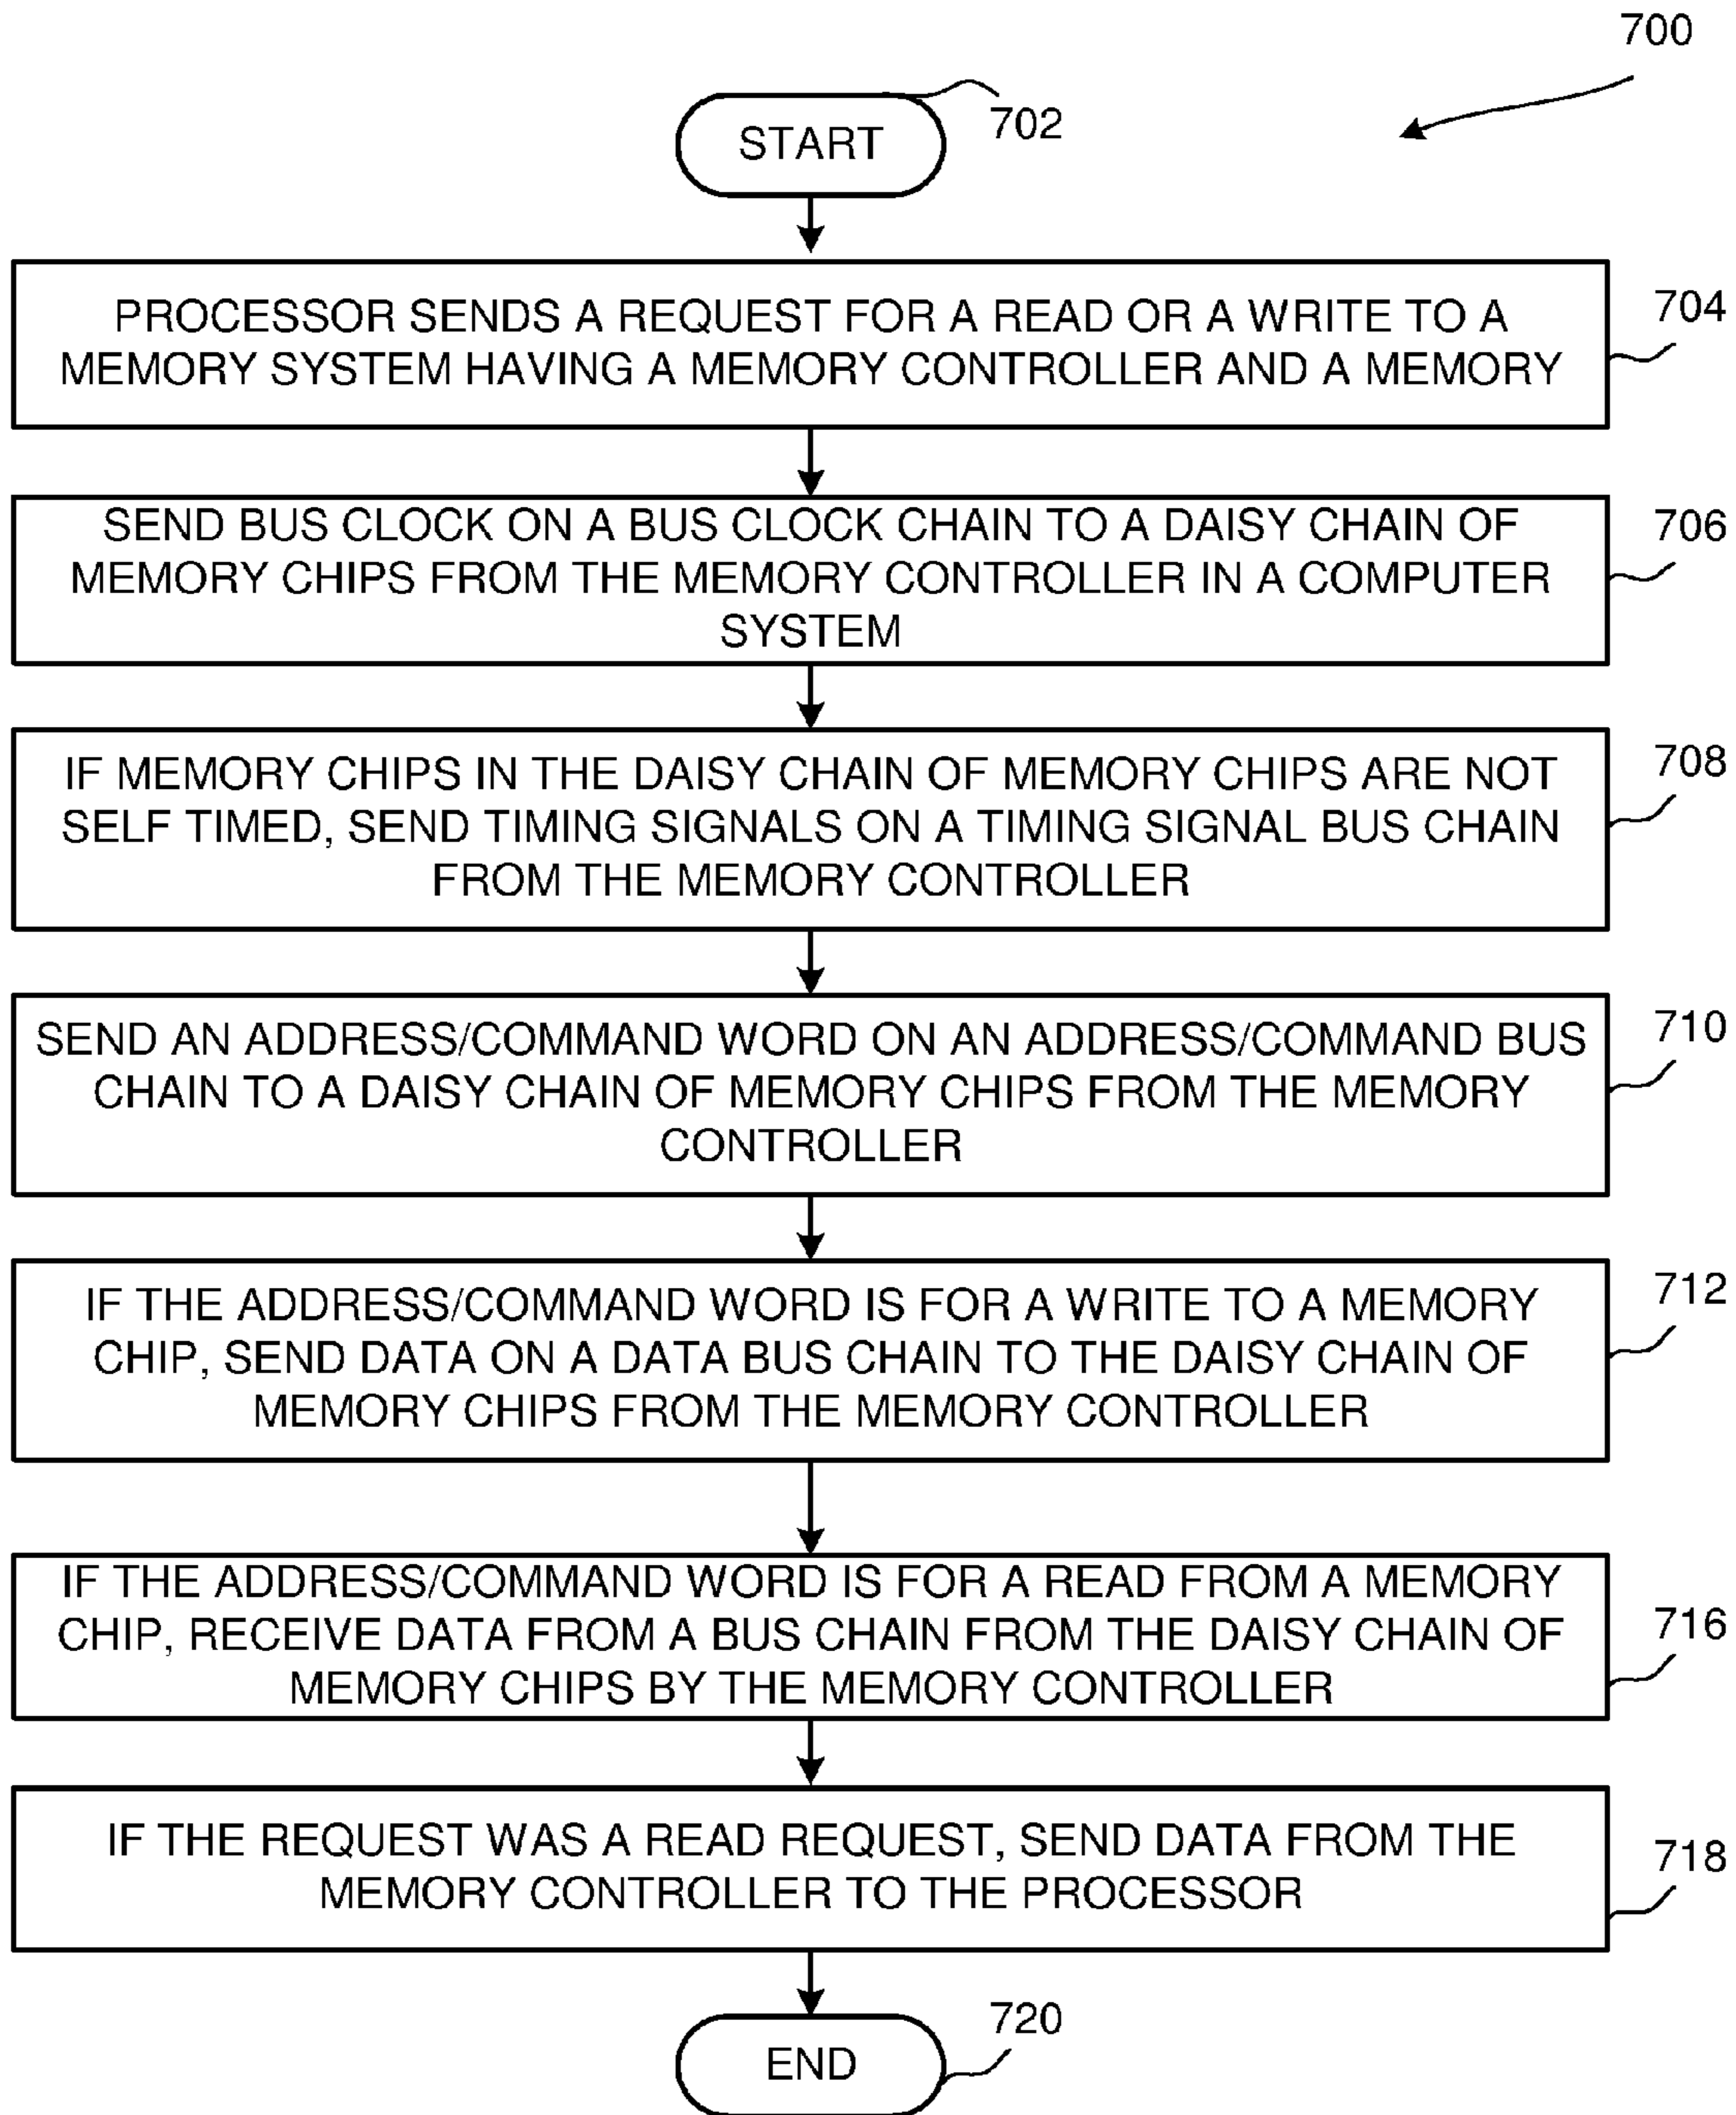 700
START
702
PROCESSOR SENDS A REQUEST FOR A READ OR A WRITE TO A
MEMORY SYSTEM HAVING A MEMORY CONTROLLER AND A MEMORY
704
SEND BUS CLOCK ON A BUS CLOCK CHAIN TO A DAISY CHAIN OF
MEMORY CHIPS FROM THE MEMORY CONTROLLER IN A COMPUTER
SYSTEM
706
IF MEMORY CHIPS IN THE DAISY CHAIN OF MEMORY CHIPS ARE NOT
SELF TIMED, SEND TIMING SIGNALS ON A TIMING SIGNAL BUS CHAIN
FROM THE MEMORY CONTROLLER
708
SEND AN ADDRESS/COMMAND WORD ON AN ADDRESS/COMMAND BUS
CHAIN TO A DAISY CHAIN OF MEMORY CHIPS FROM THE MEMORY
CONTROLLER
710
IF THE ADDRESS/COMMAND WORD IS FOR A WRITE TO A MEMORY
CHIP, SEND DATA ON A DATA BUS CHAIN TO THE DAISY CHAIN OF
MEMORY CHIPS FROM THE MEMORY CONTROLLER
712
IF THE ADDRESS/COMMAND WORD IS FOR A READ FROM A MEMORY
CHIP, RECEIVE DATA FROM A BUS CHAIN FROM THE DAISY CHAIN OF
MEMORY CHIPS BY THE MEMORY CONTROLLER
716
IF THE REQUEST WAS A READ REQUEST, SEND DATA FROM THE
MEMORY CONTROLLER TO THE PROCESSOR
718
END
720